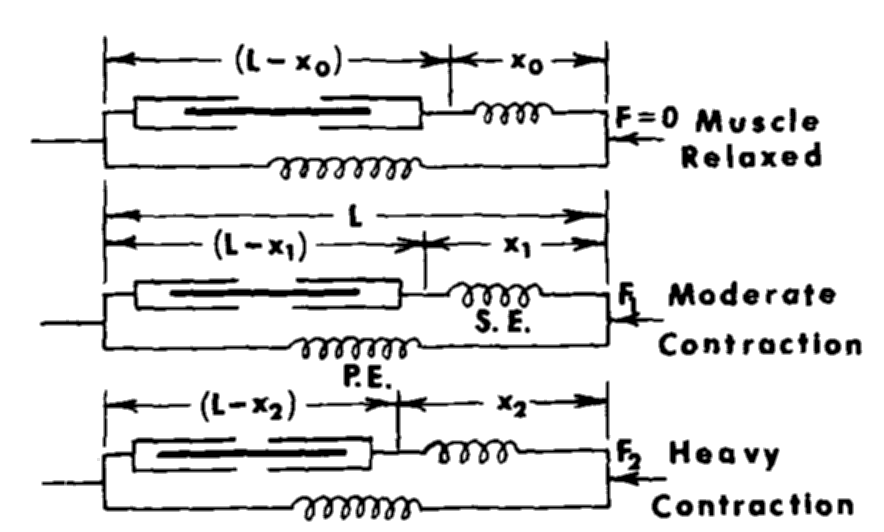 (L-x₀) x₀
F=0 Muscle
Relaxed
L
(L-x₁) x₁
F₁ Moderate
S.E.
Contraction
P.E.
(L-x₂) x₂
F₂ Heavy
Contraction